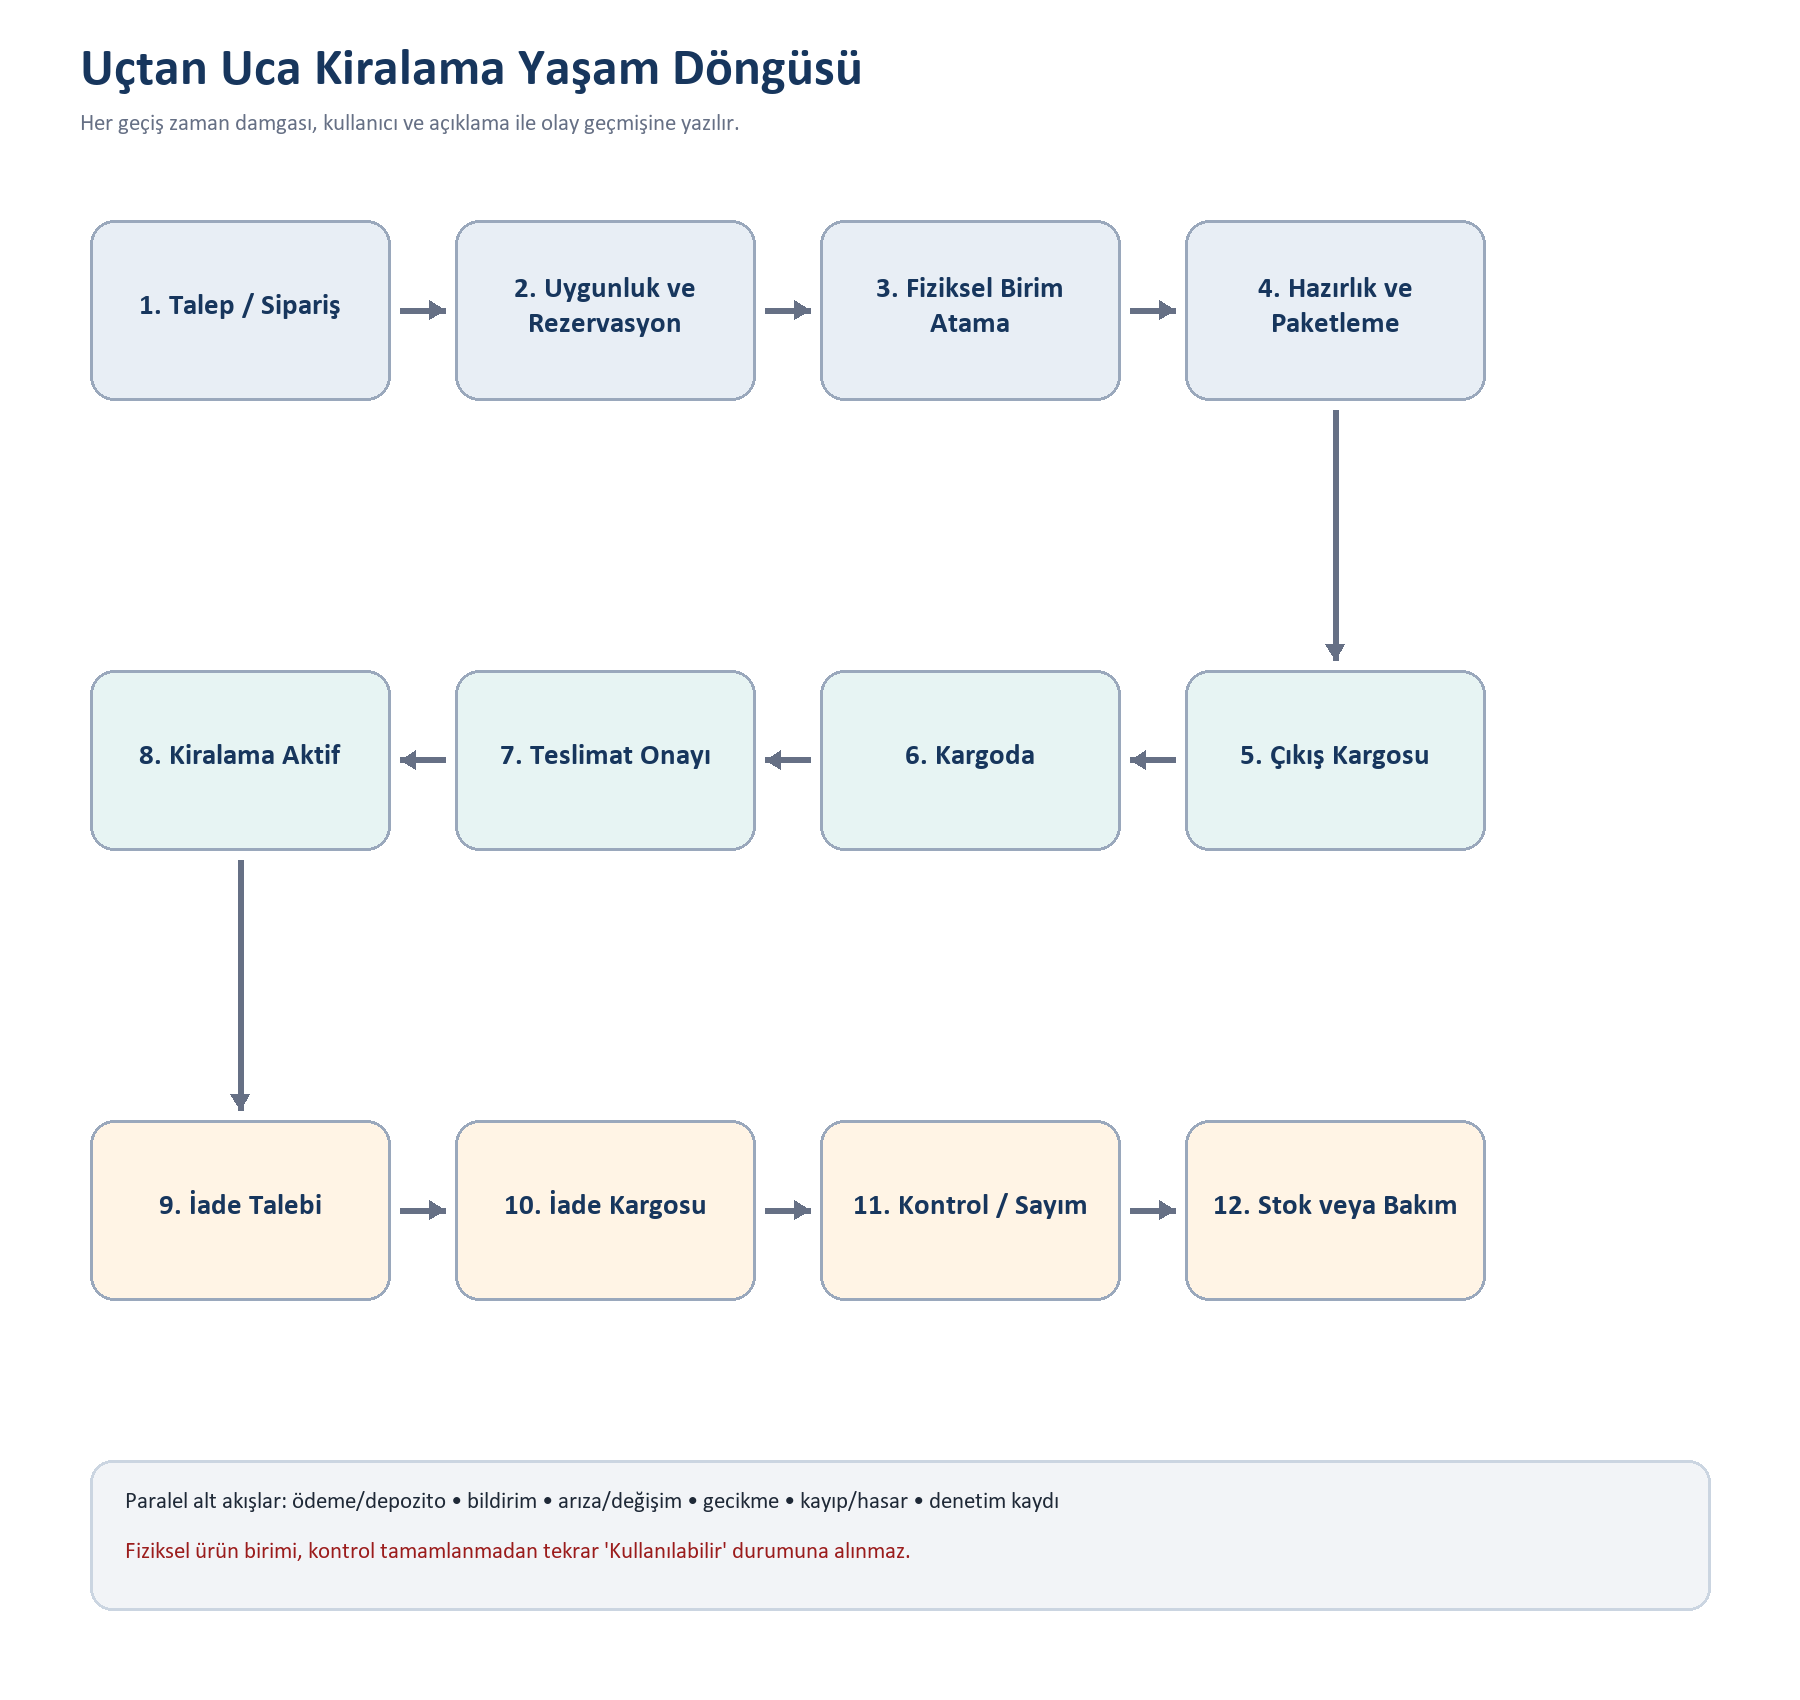 Uçtan Uca Kiralama Yaşam Döngüsü
Her geçiş zaman damgası, kullanıcı ve açıklama ile olay geçmişine yazılır.
1. Talep / Sipariş
2. Uygunluk ve
Rezervasyon
3. Fiziksel Birim
Atama
4. Hazırlık ve
Paketleme
8. Kiralama Aktif
7. Teslimat Onayı
6. Kargoda
5. Çıkış Kargosu
9. İade Talebi
10. İade Kargosu
11. Kontrol / Sayım
12. Stok veya Bakım
Paralel alt akışlar: ödeme/depozito • bildirim • arıza/değişim • gecikme • kayıp/hasar • denetim kaydı
Fiziksel ürün birimi, kontrol tamamlanmadan tekrar 'Kullanılabilir' durumuna alınmaz.